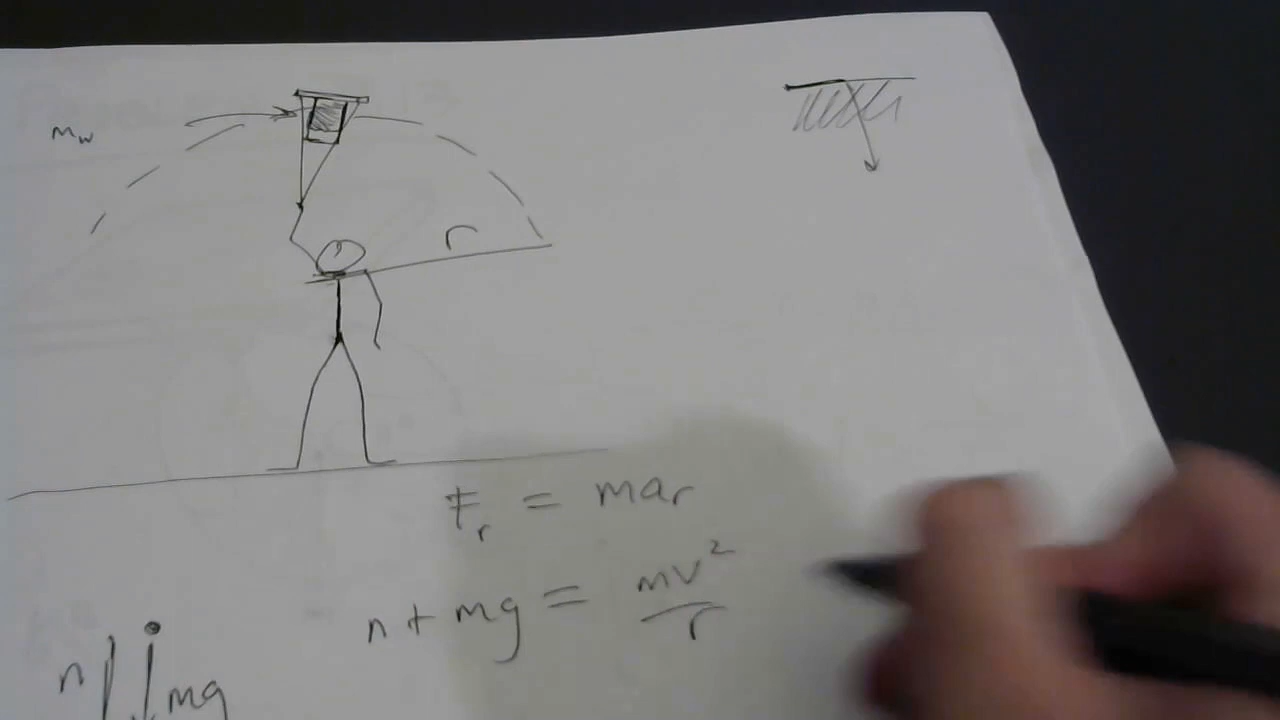 m_w
r
F_r = ma_r
n + mg = mv²/r
n
mg